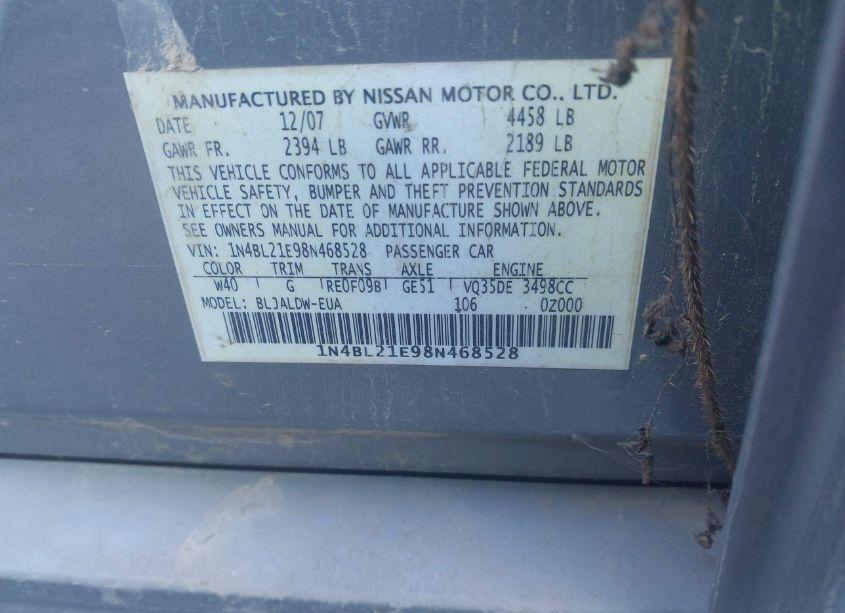 MANUFACTURED BY NISSAN MOTOR CO., LTD.
DATE 12/07 GVWR 4458 LB
GAWR FR. 2394 LB GAWR RR. 2189 LB
THIS VEHICLE CONFORMS TO ALL APPLICABLE FEDERAL MOTOR
VEHICLE SAFETY, BUMPER AND THEFT PREVENTION STANDARDS
IN EFFECT ON THE DATE OF MANUFACTURE SHOWN ABOVE.
SEE OWNERS MANUAL FOR ADDITIONAL INFORMATION.
VIN: 1N4BL21E98N468528 PASSENGER CAR
COLOR TRIM TRANS AXLE ENGINE
W40 G RE0F09B GE51 VQ35DE 3498CC
MODEL: BLJALDW-EUA 106 0Z000
1N4BL21E98N468528